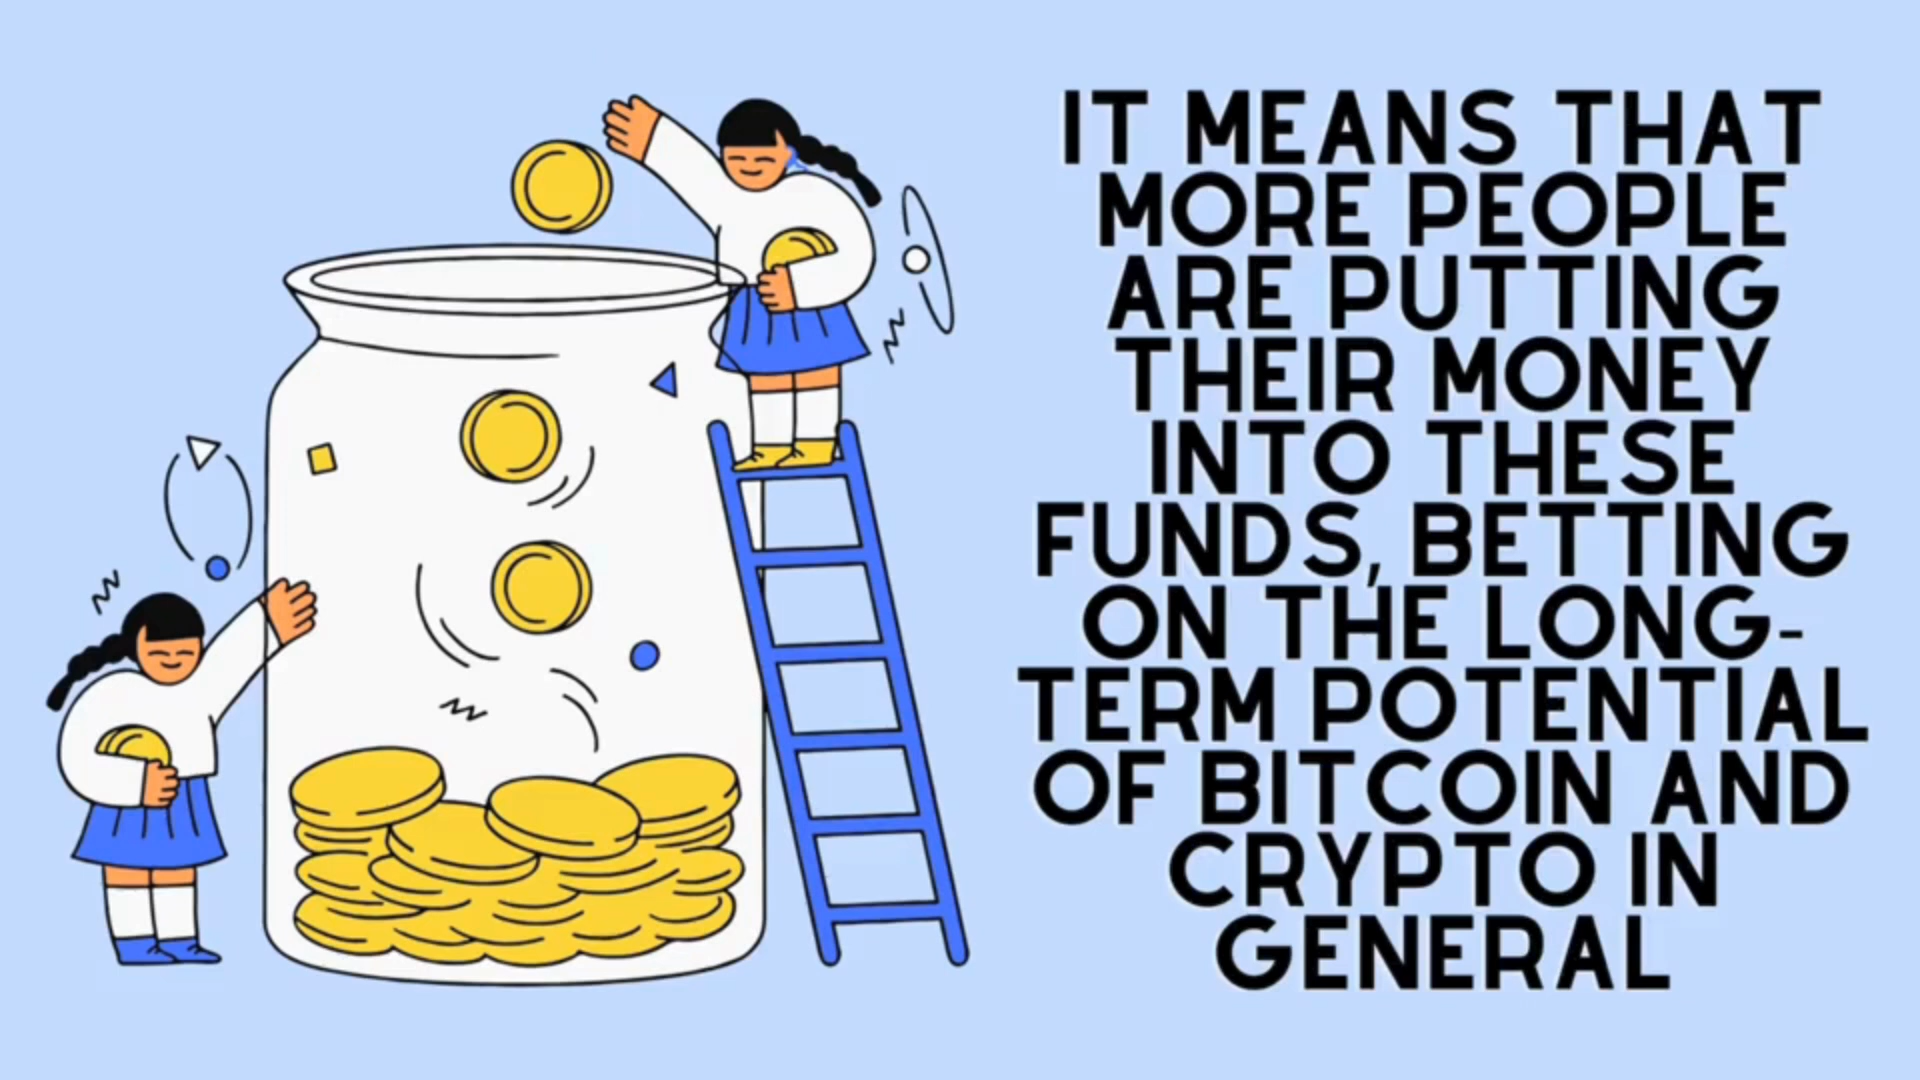 IT MEANS THAT
MORE PEOPLE
ARE PUTTING
THEIR MONEY
INTO THESE
FUNDS, BETTING
ON THE LONG-
TERM POTENTIAL
OF BITCOIN AND
CRYPTO IN
GENERAL